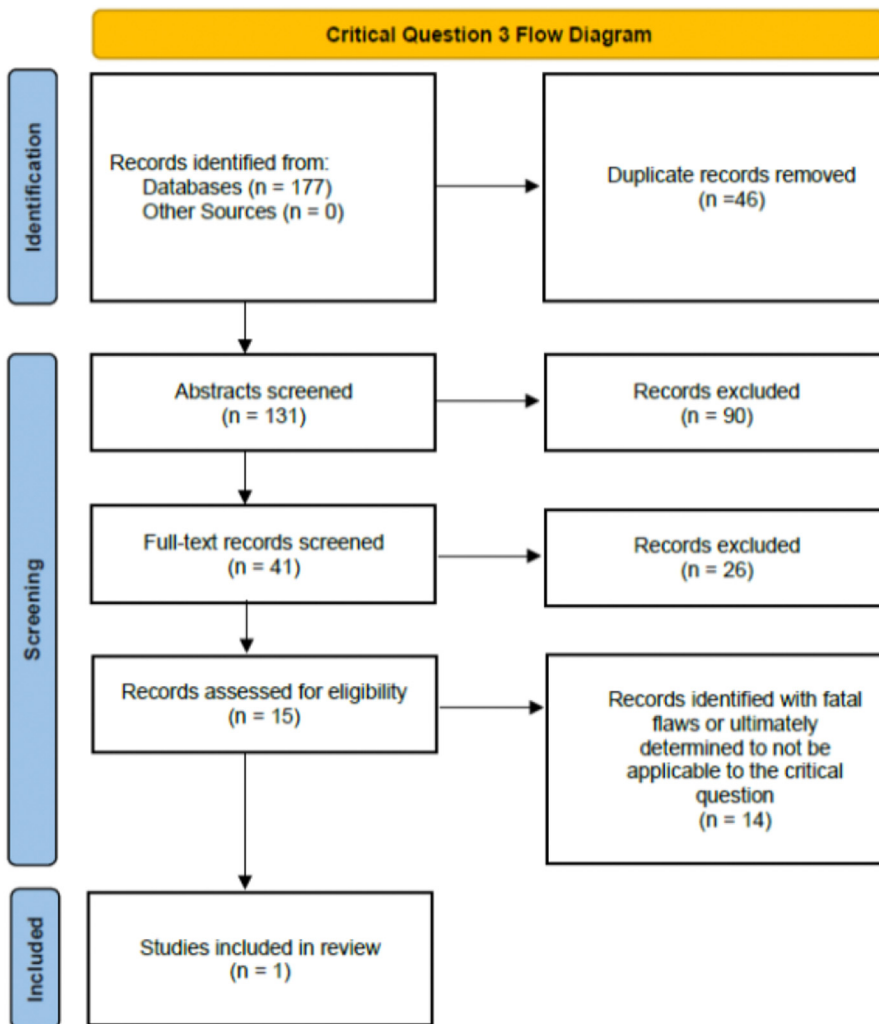 Critical Question 3 Flow Diagram
Identification
Records identified from:
Databases (n = 177)
Other Sources (n = 0)
Duplicate records removed
(n =46)
Screening
Abstracts screened
(n = 131)
Records excluded
(n = 90)
Full-text records screened
(n = 41)
Records excluded
(n = 26)
Records assessed for eligibility
(n = 15)
Records identified with fatal
flaws or ultimately
determined to not be
applicable to the critical
question
(n = 14)
Included
Studies included in review
(n = 1)